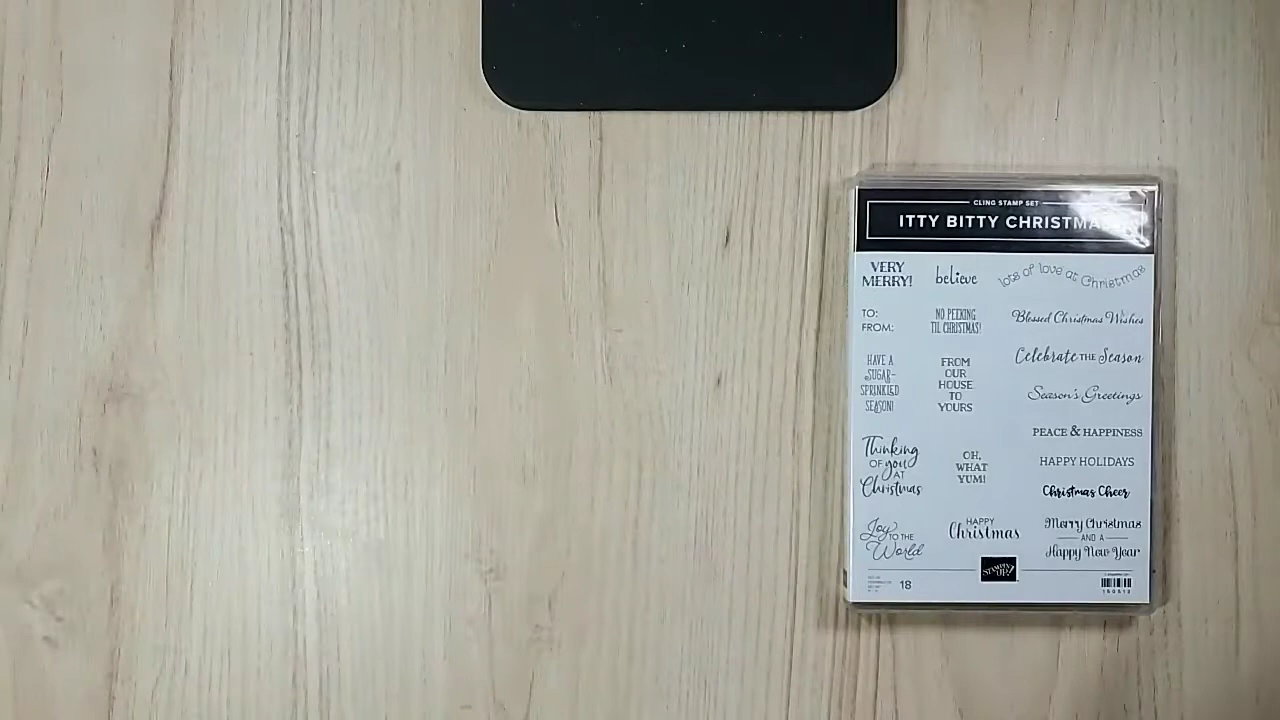 CLING STAMP SET
ITTY BITTY CHRISTMAS
VERY
MERRY!
believe
lots of love at Christmas
TO:
FROM:
NO PEEKING
TIL CHRISTMAS!
Blessed Christmas Wishes
HAVE A
SUGAR-
SPRINKLED
SEASON!
FROM
OUR
HOUSE
TO
YOURS
Celebrate THE Season
Season's Greetings
PEACE & HAPPINESS
HAPPY HOLIDAYS
Christmas Cheer
Thinking
OF you AT
Christmas
OH,
WHAT
YUM!
Joy TO THE
World
HAPPY
Christmas
Merry Christmas
AND A
Happy New Year
18
STAMPIN' UP!